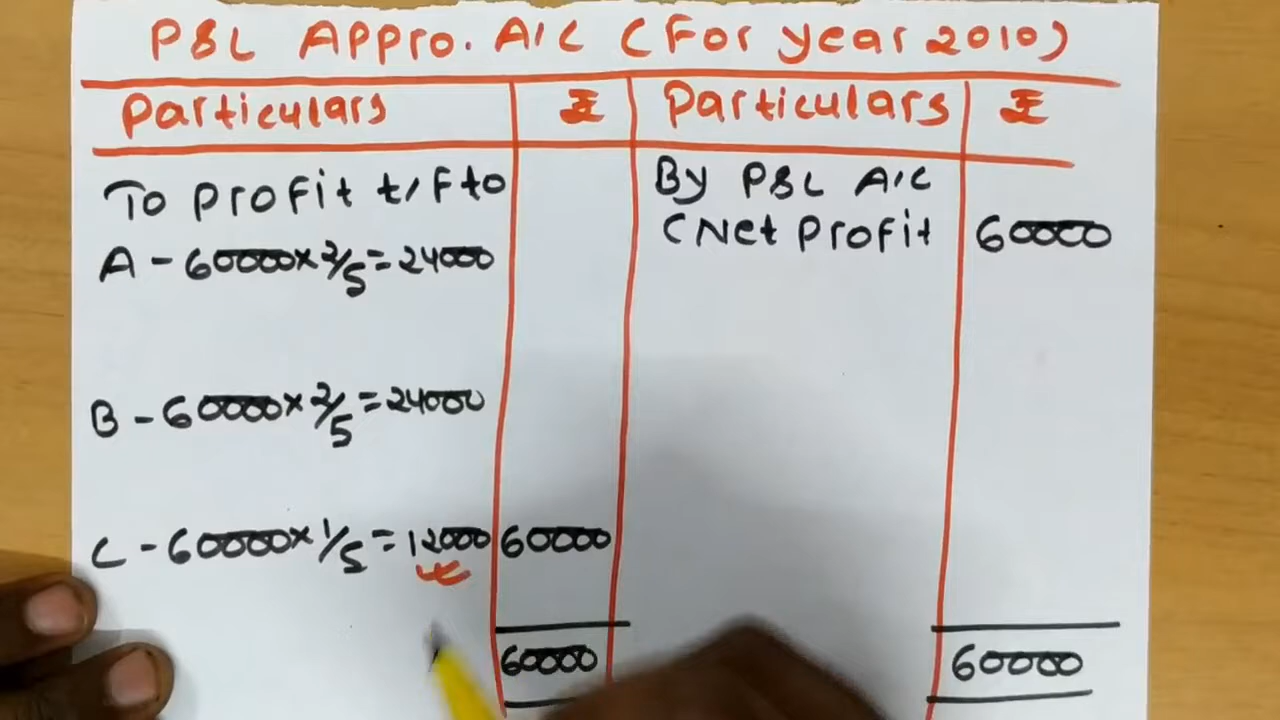 P&L Appro. A/C (For year 2010)
Particulars ₹ Particulars ₹
To Profit t/F to
By P&L A/C
(Net Profit 60000
A - 60000 x 2/5 = 24000
B - 60000 x 2/5 = 24000
C - 60000 x 1/5 = 12000 60000
60000 60000